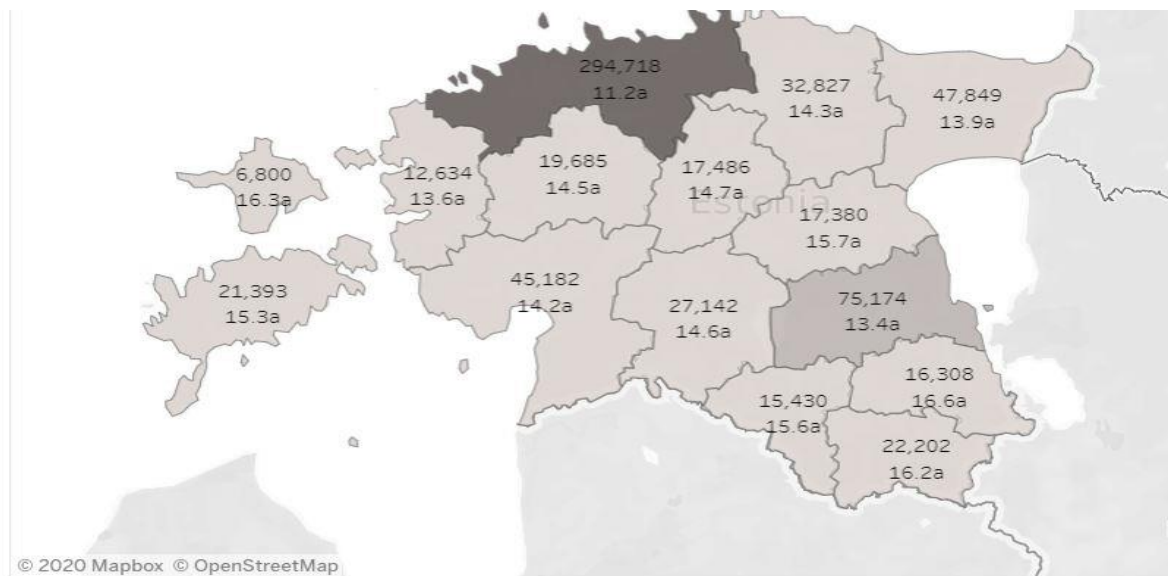 294,718
11.2a
32,827
14.3a
47,849
13.9a
6,800
16.3a
12,634
13.6a
19,685
14.5a
17,486
14.7a
Estonia
17,380
15.7a
21,393
15.3a
45,182
14.2a
27,142
14.6a
75,174
13.4a
15,430
15.6a
16,308
16.6a
22,202
16.2a
© 2020 Mapbox © OpenStreetMap